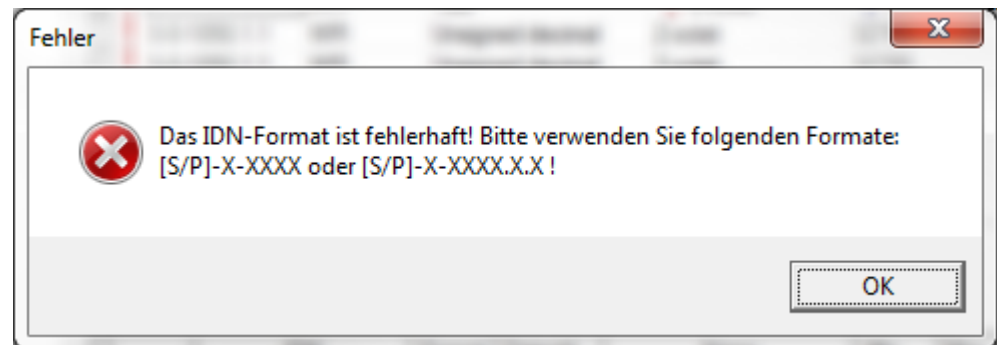 Fehler
Das IDN-Format ist fehlerhaft! Bitte verwenden Sie folgenden Formate:
[S/P]-X-XXXX oder [S/P]-X-XXXX.X.X !
OK